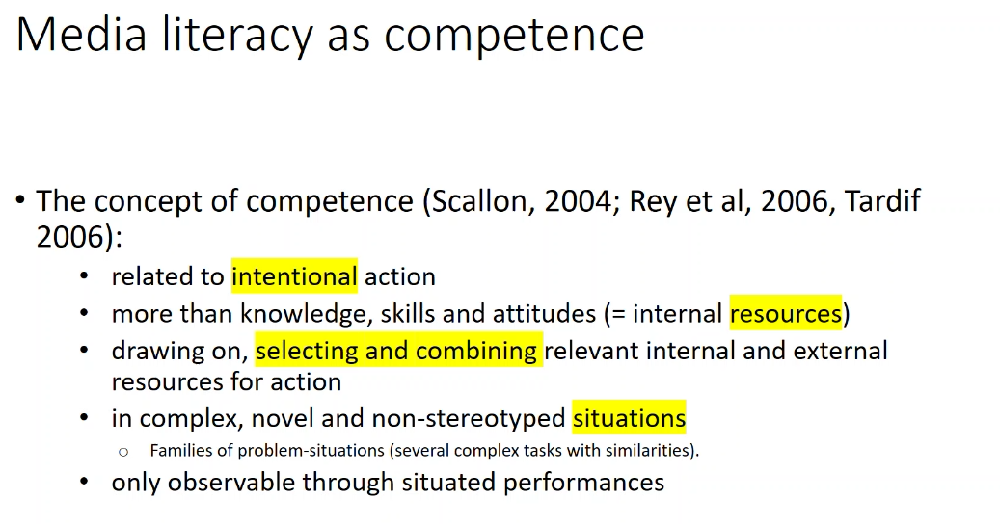 Media literacy as competence
• The concept of competence (Scallon, 2004; Rey et al, 2006, Tardif
2006):
• related to intentional action
• more than knowledge, skills and attitudes (= internal resources)
• drawing on, selecting and combining relevant internal and external
resources for action
• in complex, novel and non-stereotyped situations
○ Families of problem-situations (several complex tasks with similarities).
• only observable through situated performances